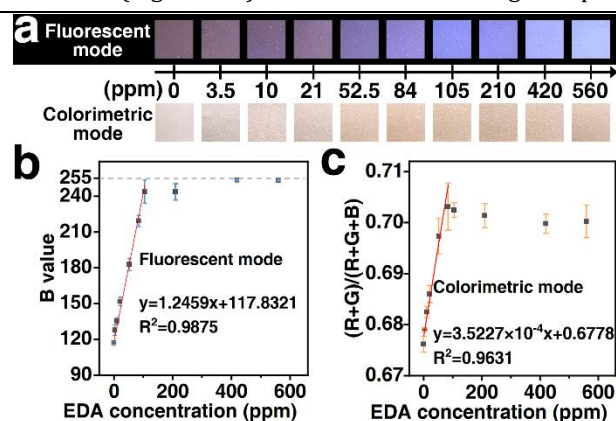 a
Fluorescent
mode
(ppm) 0 3.5 10 21 52.5 84 105 210 420 560
Colorimetric
mode
b
255
240
210
180
150
120
90
B value
Fluorescent mode
y=1.2459x+117.8321
R²=0.9875
0 200 400 600
EDA concentration (ppm)
c
0.71
0.70
0.69
0.68
0.67
(R+G)/(R+G+B)
Colorimetric mode
y=3.5227×10⁻⁴x+0.6778
R²=0.9631
0 200 400 600
EDA concentration (ppm)